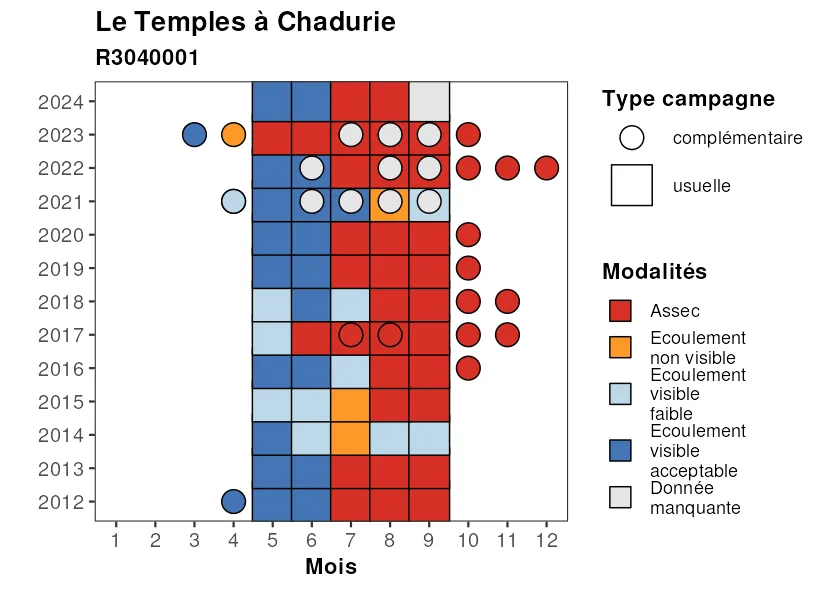 Le Temples à Chadurie
R3040001
2024
2023
2022
2021
2020
2019
2018
2017
2016
2015
2014
2013
2012
1 2 3 4 5 6 7 8 9 10 11 12
Mois
Type campagne
complémentaire
usuelle
Modalités
Assec
Ecoulement
non visible
Ecoulement
visible
faible
Ecoulement
visible
acceptable
Donnée
manquante